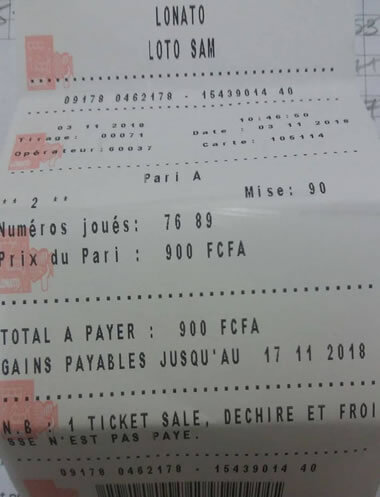 LONATO
LOTO SAM
09178 0462178 - 15439014 40
03 11 2018 10:46:50
Tirage: 00071 Date : 03 11 2018
Opérateur:60037 Carte: 105114
Pari A
** 2 ** Mise: 90
Numéros joués: 76 89
Prix du Pari : 900 FCFA
TOTAL A PAYER : 900 FCFA
GAINS PAYABLES JUSQU'AU 17 11 2018
N.B : 1 TICKET SALE, DECHIRE ET FROI
SSE N'EST PAS PAYE.
09178 0462178 - 15439014 40